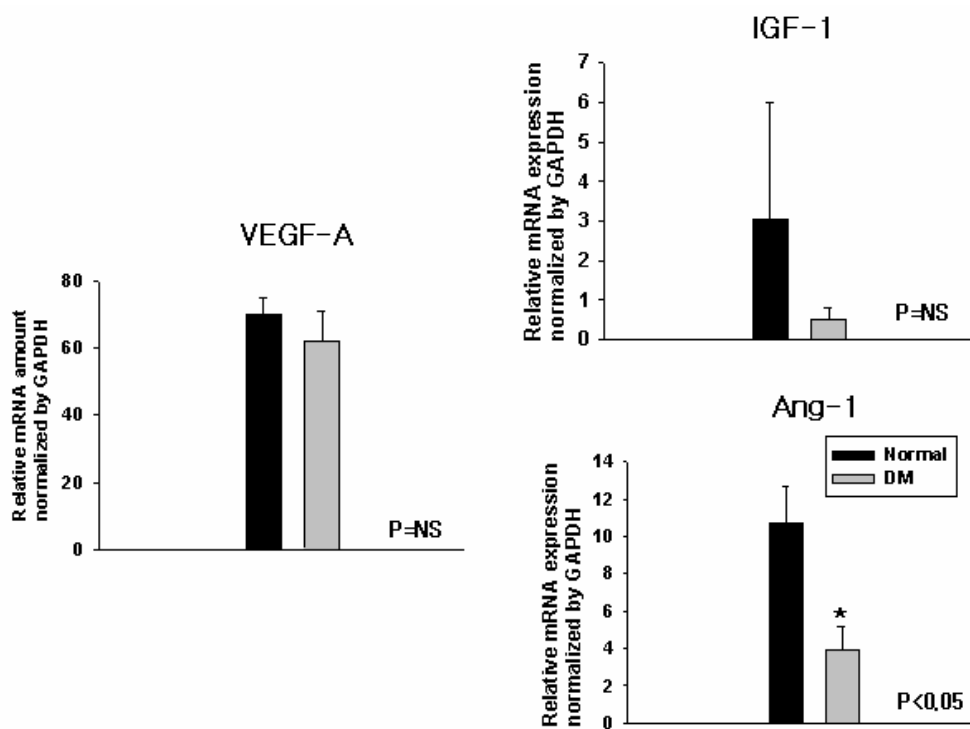 VEGF-A
Relative mRNA amount
normalized by GAPDH
80
60
40
20
0
P=NS
IGF-1
Relative mRNA expression
normalized by GAPDH
7
6
5
4
3
2
1
0
P=NS
Ang-1
Relative mRNA expression
normalized by GAPDH
14
12
10
8
6
4
2
0
Normal
DM
*
P<0.05